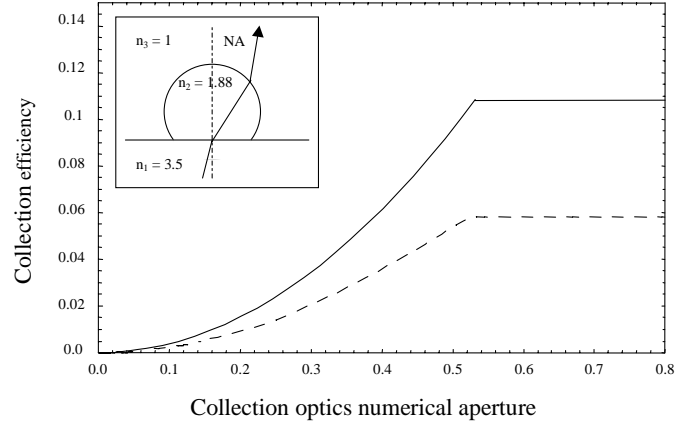 0.14
0.12
0.1
0.08
0.06
0.04
0.02
0.0
Collection efficiency
n3 = 1
NA
n2 = 1.88
n1 = 3.5
0.0 0.1 0.2 0.3 0.4 0.5 0.6 0.7 0.8
Collection optics numerical aperture